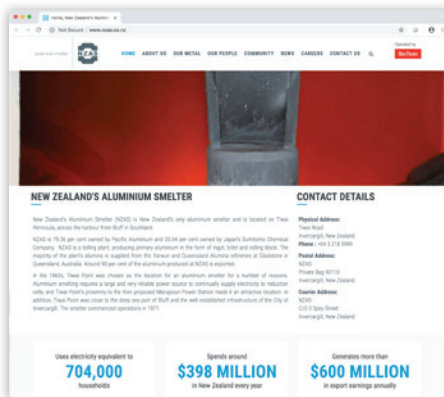 Home, New Zealand's Aluminium
Not Secure | www.nzas.co.nz
NZAS
HOME ABOUT US OUR METAL OUR PEOPLE COMMUNITY NEWS CAREERS CONTACT US
Operated by
RioTinto
NEW ZEALAND'S ALUMINIUM SMELTER
New Zealand's Aluminium Smelter (NZAS) is New Zealand's only aluminium smelter and is located on Tiwai
Peninsula, across the harbour from Bluff in Southland.
NZAS is 79.36 per cent owned by Pacific Aluminium and 20.64 per cent owned by Japan's Sumitomo Chemical
Company. NZAS is a tolling plant, producing primary aluminium in the form of ingot, billet and rolling block. The
majority of the plant's alumina is supplied from the Yarwun and Queensland Alumina refineries at Gladstone in
Queensland, Australia. Around 90 per cent of the aluminium produced at NZAS is exported.
In the 1960s, Tiwai Point was chosen as the location for an aluminium smelter for a number of reasons.
Aluminium smelting requires a large and very reliable power source to continually supply electricity to reduction
cells, and Tiwai Point's proximity to the then proposed Manapouri Power Station made it an attractive location. In
addition, Tiwai Point was close to the deep sea port of Bluff and the well established infrastructure of the City of
Invercargill. The smelter commenced operations in 1971.
CONTACT DETAILS
Physical Address:
Tiwai Road
Invercargill, New Zealand
Phone : +64 3 218 5999
Postal Address:
NZAS
Private Bag 90110
Invercargill, New Zealand
Courier Address:
NZAS
C/O 0 Spey Street
Invercargill, New Zealand
Uses electricity equivalent to
704,000
households
Spends around
$398 MILLION
in New Zealand every year
Generates more than
$600 MILLION
in export earnings annually